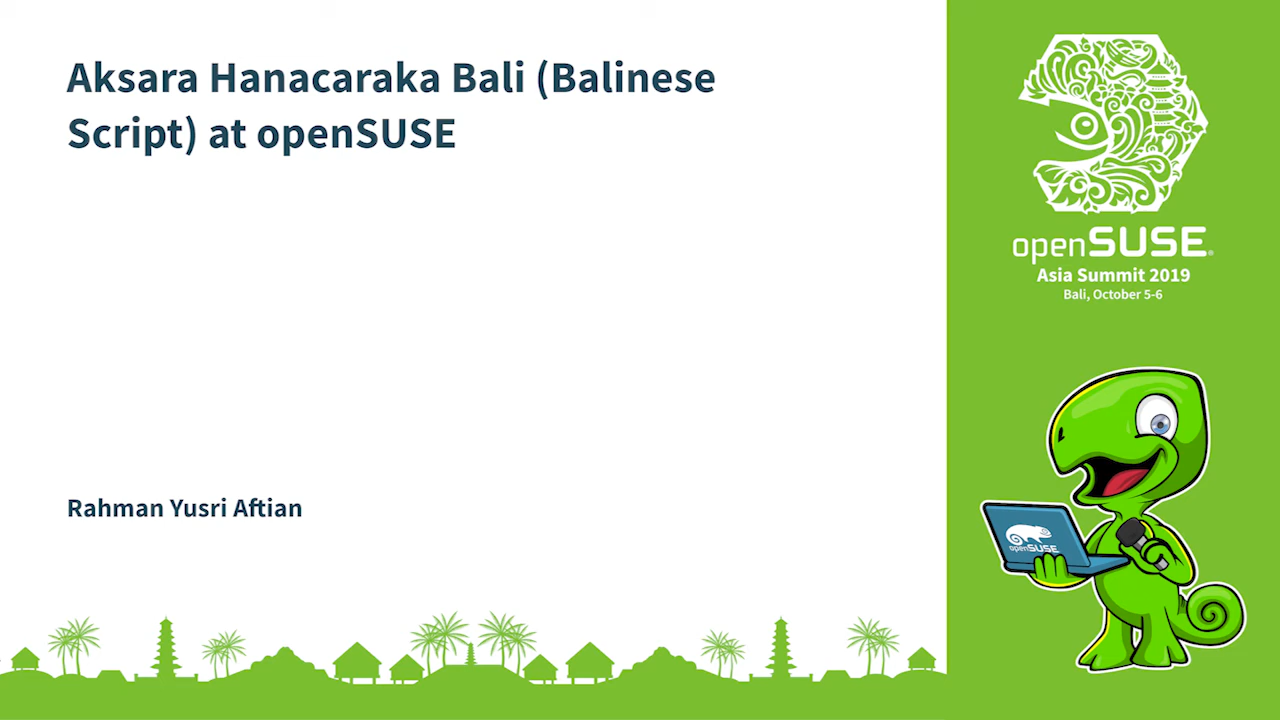 Aksara Hanacaraka Bali (Balinese
Script) at openSUSE
Rahman Yusri Aftian
openSUSE®
Asia Summit 2019
Bali, October 5-6
openSUSE